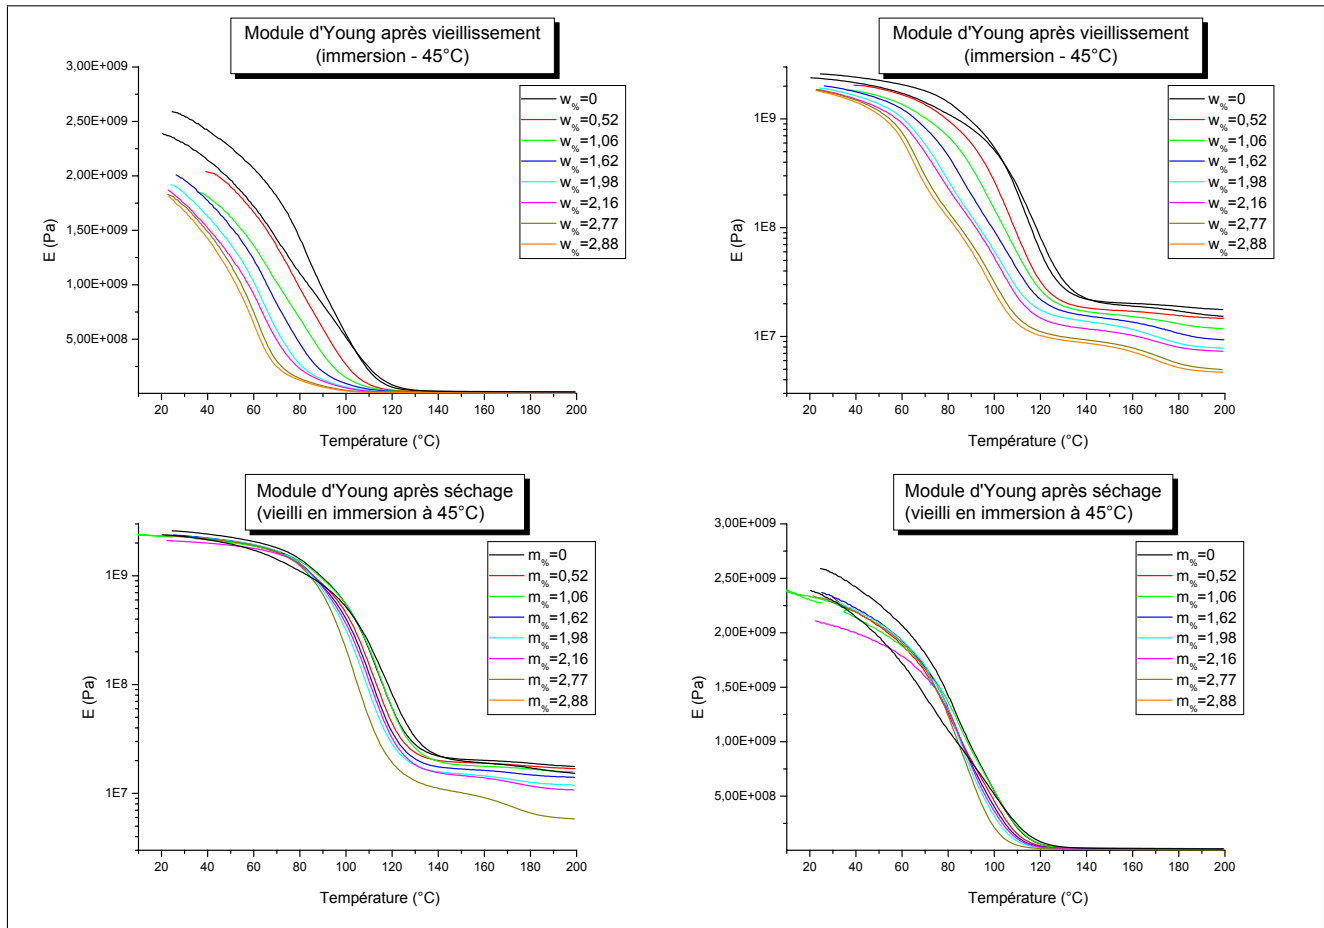 Module d'Young après vieillissement
(immersion - 45°C)
3,00E+009
2,50E+009
2,00E+009
1,50E+009
1,00E+009
5,00E+008
E (Pa)
20 40 60 80 100 120 140 160 180 200
Température (°C)
w%=0
w%=0,52
w%=1,06
w%=1,62
w%=1,98
w%=2,16
w%=2,77
w%=2,88
Module d'Young après vieillissement
(immersion - 45°C)
1E9
1E8
1E7
E (Pa)
20 40 60 80 100 120 140 160 180 200
Température (°C)
w%=0
w%=0,52
w%=1,06
w%=1,62
w%=1,98
w%=2,16
w%=2,77
w%=2,88
Module d'Young après séchage
(vieilli en immersion à 45°C)
1E9
1E8
1E7
E (Pa)
20 40 60 80 100 120 140 160 180 200
Température (°C)
m%=0
m%=0,52
m%=1,06
m%=1,62
m%=1,98
m%=2,16
m%=2,77
m%=2,88
Module d'Young après séchage
(vieilli en immersion à 45°C)
3,00E+009
2,50E+009
2,00E+009
1,50E+009
1,00E+009
5,00E+008
E (Pa)
20 40 60 80 100 120 140 160 180 200
Température (°C)
m%=0
m%=0,52
m%=1,06
m%=1,62
m%=1,98
m%=2,16
m%=2,77
m%=2,88